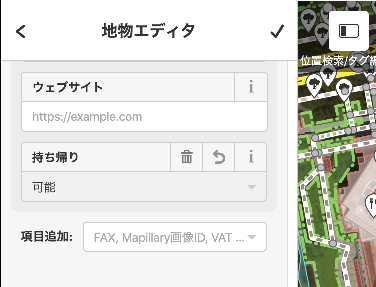 地物エディタ
ウェブサイト
https://example.com
持ち帰り
可能
項目追加:
FAX, Mapillary画像ID, VAT ...
位置検索/タグ編